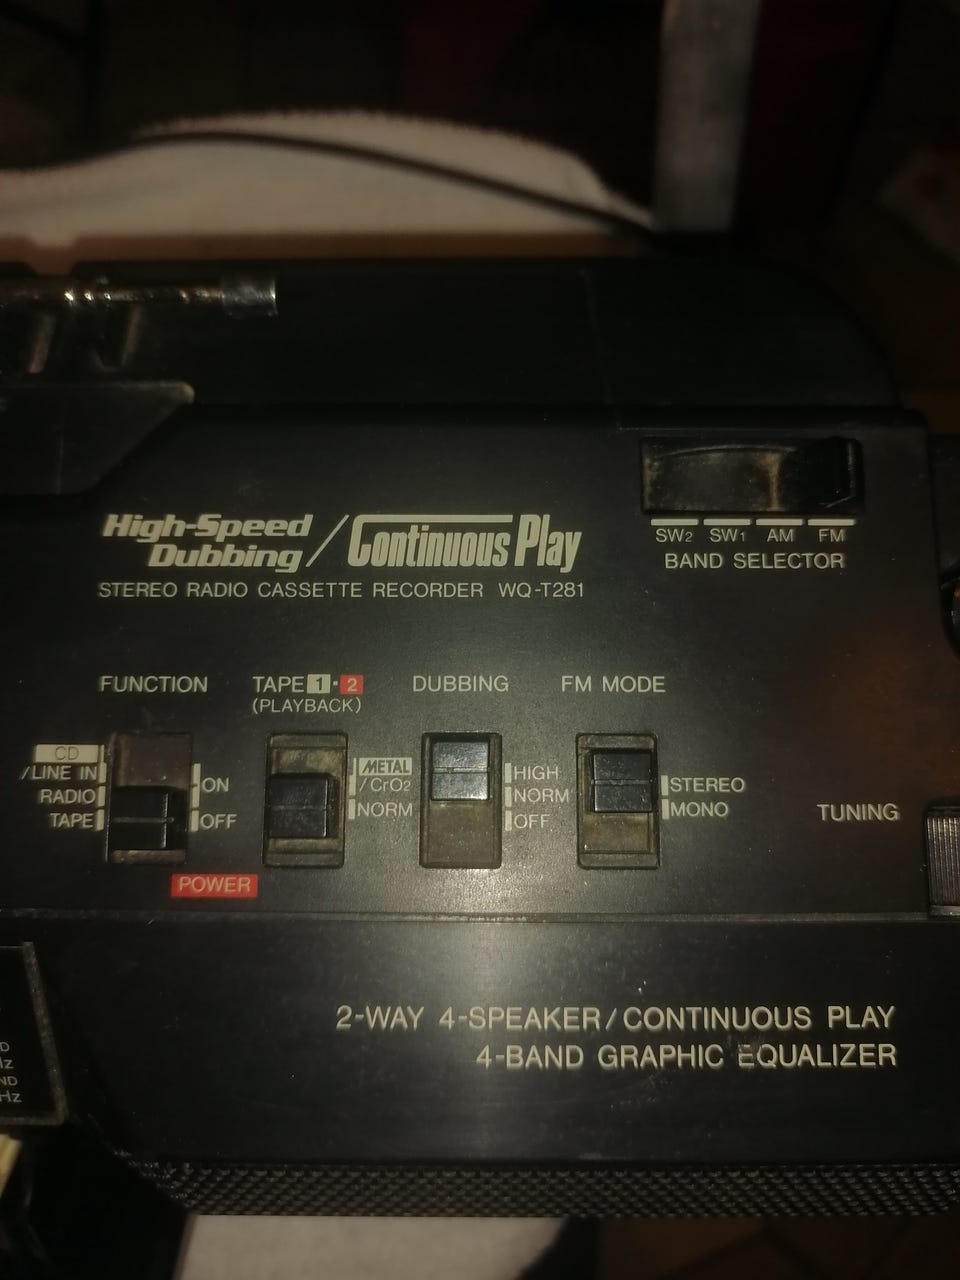 High-Speed
Dubbing / Continuous Play
STEREO RADIO CASSETTE RECORDER WQ-T281
SW2 SW1 AM FM
BAND SELECTOR
FUNCTION
TAPE 1·2
(PLAYBACK)
DUBBING
FM MODE
CD
/LINE IN
RADIO
TAPE
ON
OFF
POWER
METAL
/CrO2
NORM
HIGH
NORM
OFF
STEREO
MONO
TUNING
2-WAY 4-SPEAKER/CONTINUOUS PLAY
4-BAND GRAPHIC EQUALIZER